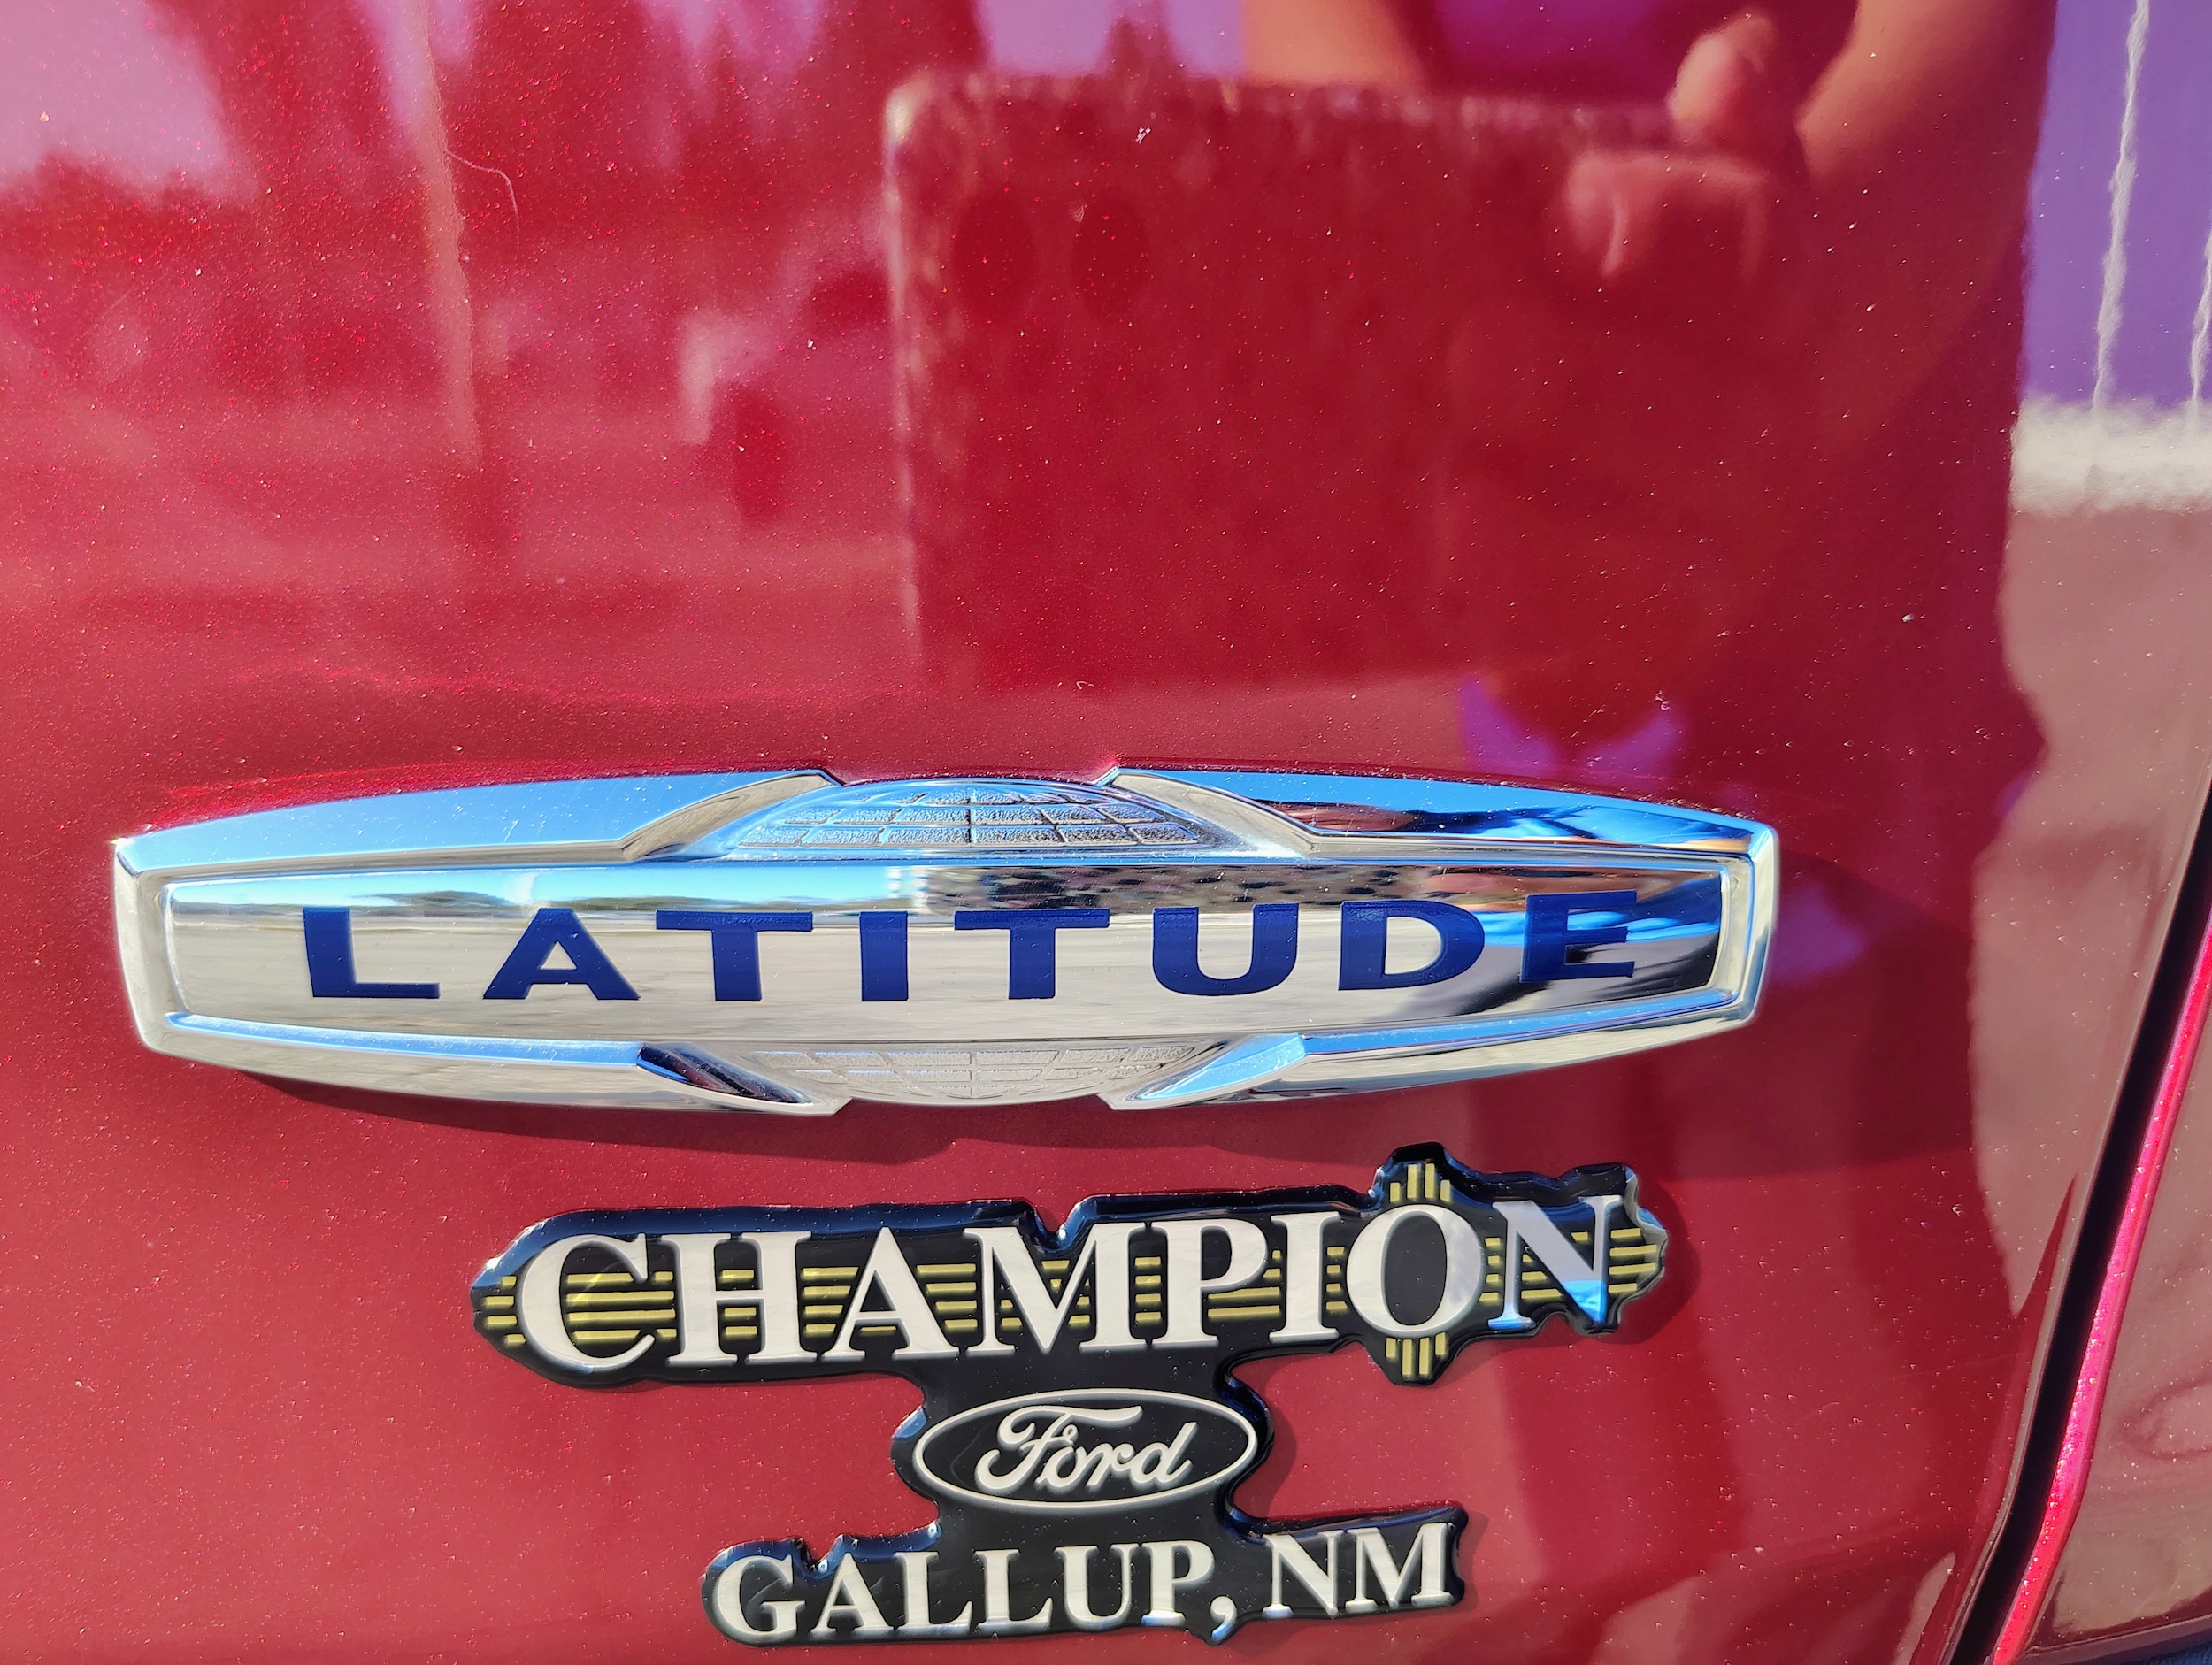 LATITUDE
CHAMPION
Ford
GALLUP, NM